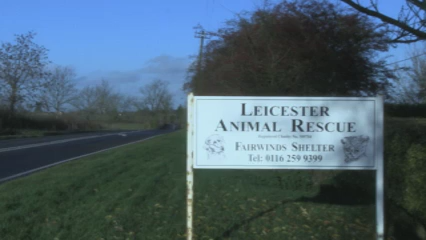 LEICESTER
ANIMAL RESCUE
FAIRWINDS SHELTER
Tel: 0116 259 9399